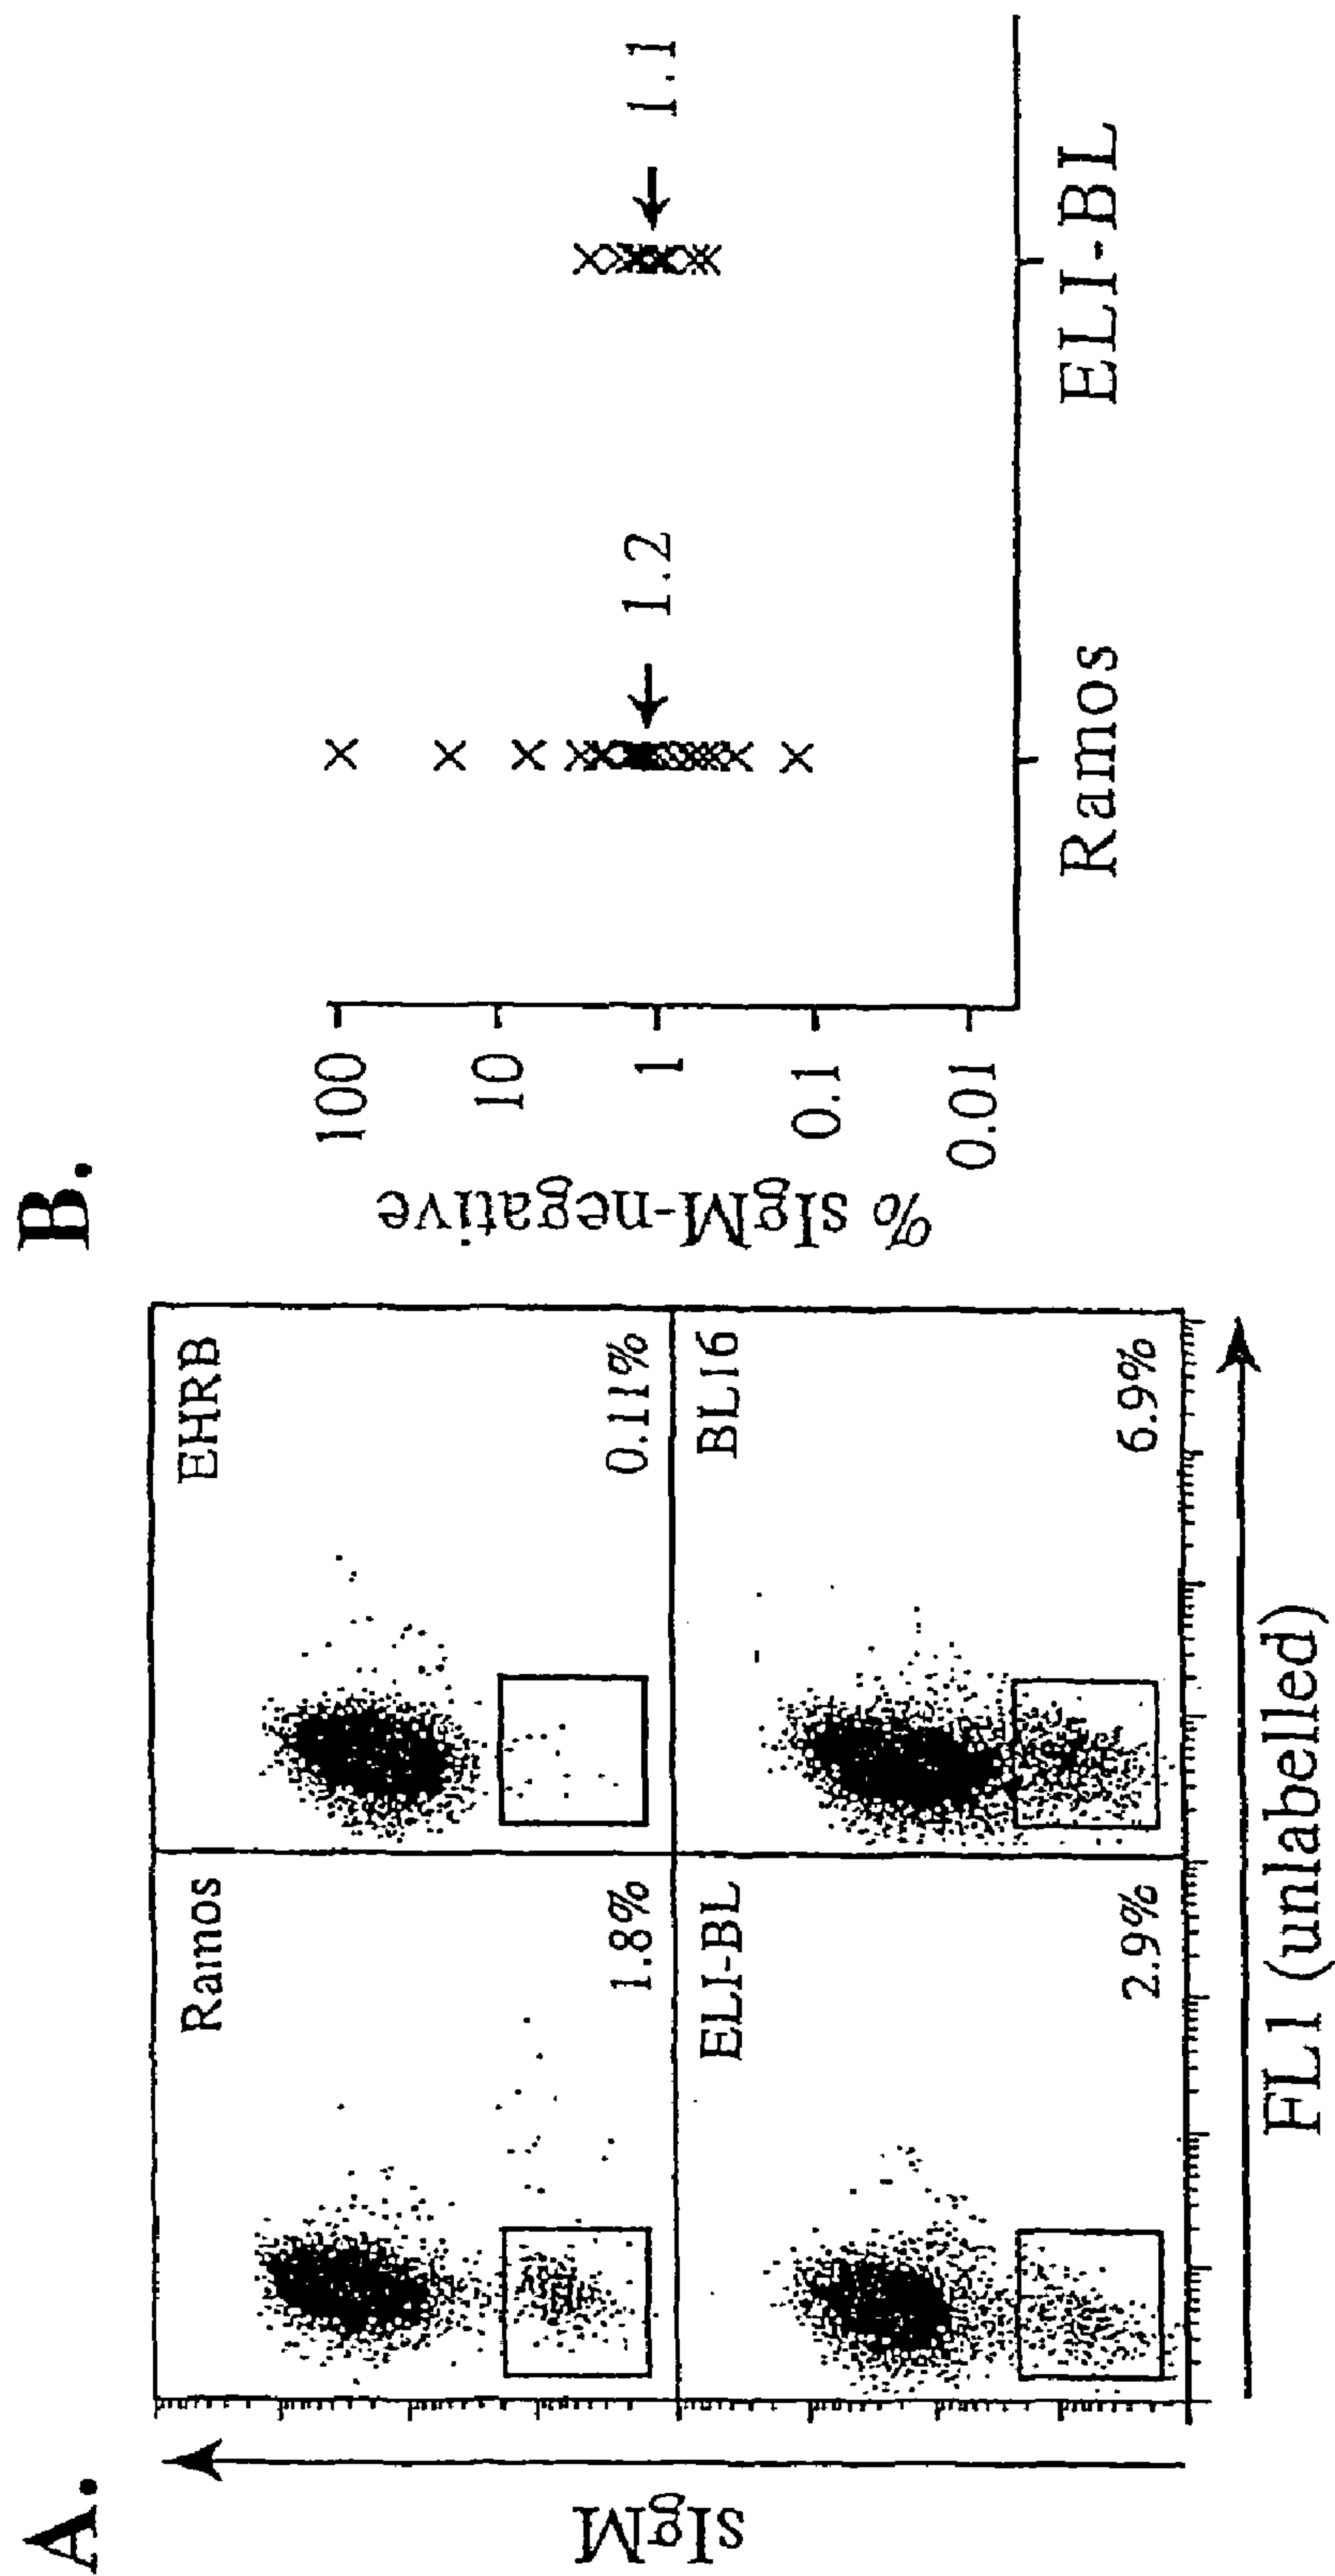 A.
sIgM
Ramos
1.8%
EHRB
0.11%
ELI-BL
2.9%
BL16
6.9%
FL1 (unlabelled)
B.
% sIgM-negative
100
10
1
0.1
0.01
1.2
1.1
Ramos
ELI-BL